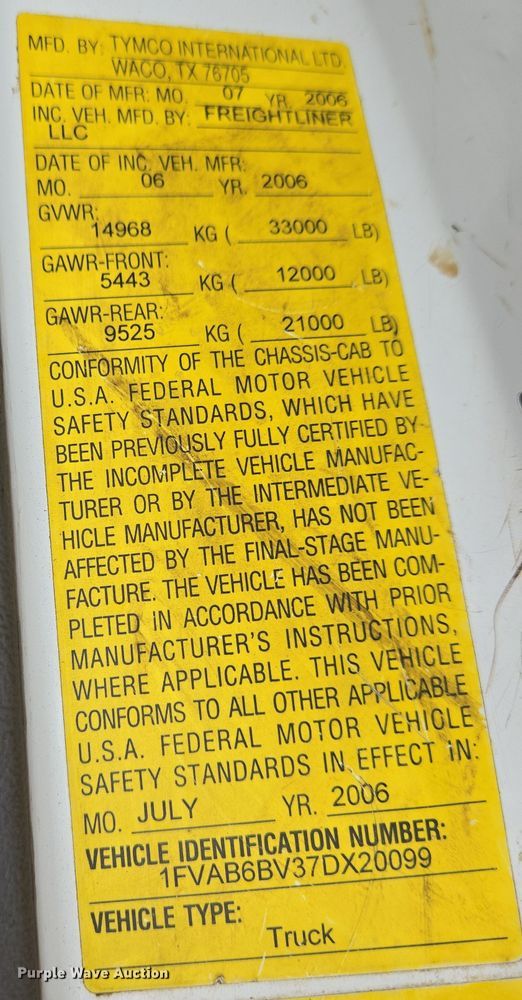 MFD. BY: TYMCO INTERNATIONAL LTD.
WACO, TX 76705
DATE OF MFR: MO. 07 YR. 2006
INC. VEH. MFD. BY: FREIGHTLINER
LLC
DATE OF INC. VEH. MFR:
MO. 06 YR. 2006
GVWR:
14968 KG ( 33000 LB)
GAWR-FRONT:
5443 KG ( 12000 LB)
GAWR-REAR:
9525 KG ( 21000 LB)
CONFORMITY OF THE CHASSIS-CAB TO
U.S.A. FEDERAL MOTOR VEHICLE
SAFETY STANDARDS, WHICH HAVE
BEEN PREVIOUSLY FULLY CERTIFIED BY
THE INCOMPLETE VEHICLE MANUFAC-
TURER OR BY THE INTERMEDIATE VE-
HICLE MANUFACTURER, HAS NOT BEEN
AFFECTED BY THE FINAL-STAGE MANU-
FACTURE. THE VEHICLE HAS BEEN COM-
PLETED IN ACCORDANCE WITH PRIOR
MANUFACTURER'S INSTRUCTIONS,
WHERE APPLICABLE. THIS VEHICLE
CONFORMS TO ALL OTHER APPLICABLE
U.S.A. FEDERAL MOTOR VEHICLE
SAFETY STANDARDS IN EFFECT IN:
MO. JULY YR. 2006
VEHICLE IDENTIFICATION NUMBER:
1FVAB6BV37DX20099
VEHICLE TYPE:
Truck
Purple Wave Auction